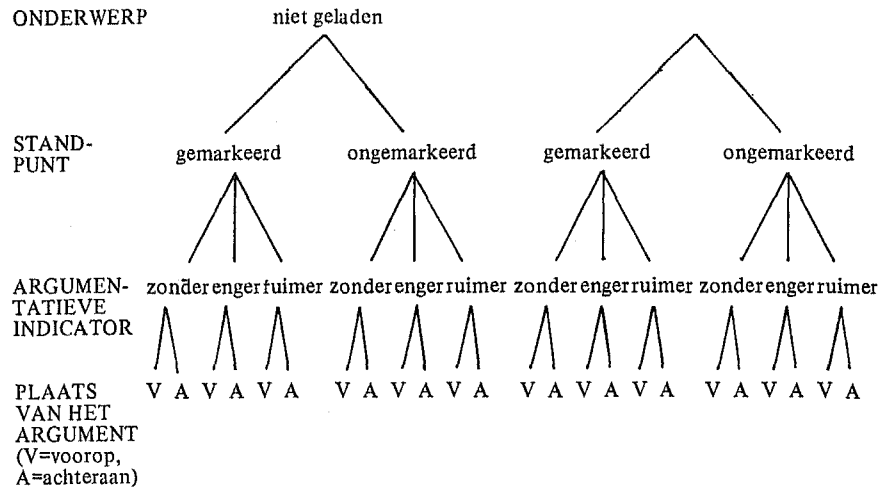 ONDERWERP niet geladen
STAND-
PUNT
gemarkeerd ongemarkeerd gemarkeerd ongemarkeerd
ARGUMEN-
TATIEVE
INDICATOR
zonder enger ruimer zonder enger ruimer zonder enger ruimer zonder enger ruimer
PLAATS
VAN HET
ARGUMENT
(V=voorop,
A=achteraan)
V A V A V A V A V A V A V A V A V A V A V A V A